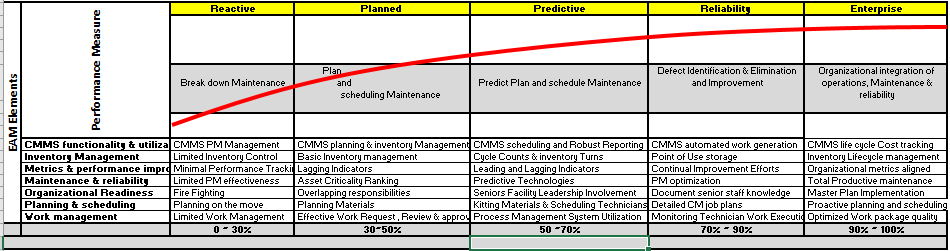 Reactive Planned Predictive Reliability Enterprise
EAM Elements
Performance Measure
Break down Maintenance
Plan
and
scheduling Maintenance
Predict Plan and schedule Maintenance
Defect Identification & Elimination
and Improvement
Organizational integration of
operations, Maintenance &
reliability
CMMS functionality & utiliza CMMS PM Management CMMS planning & inventory Management CMMS scheduling and Robust Reporting CMMS automated work generation CMMS life cycle Cost tracking
Inventory Management Limited Inventory Control Basic Inventory management Cycle Counts & inventory Turns Point of Use storage Inventory Lifecycle management
Metrics & performance impro Minimal Performance Tracki Lagging Indicators Leading and Lagging Indicators Continual Improvement Efforts Organizational metrics aligned
Maintenance & reliability Limited PM effectiveness Asset Criticality Ranking Predictive Technologies PM optimization Total Productive maintenance
Organizational Readiness Fire Fighting Overlapping responsibilities Seniors Facility Leadership Involvement Document senior staff knowledge Master Plan Implementation
Planning & scheduling Planning on the move Planning Materials Kitting Materials & Scheduling Technicians Detailed CM job plans Proactive planning and scheduling
Work management Limited Work Management Effective Work Request , Review & approv Process Management System Utilization Monitoring Technician Work Executio Optimized Work package quality
0 ~ 30% 30~50% 50 ~70% 70% ~ 90% 90% ~ 100%